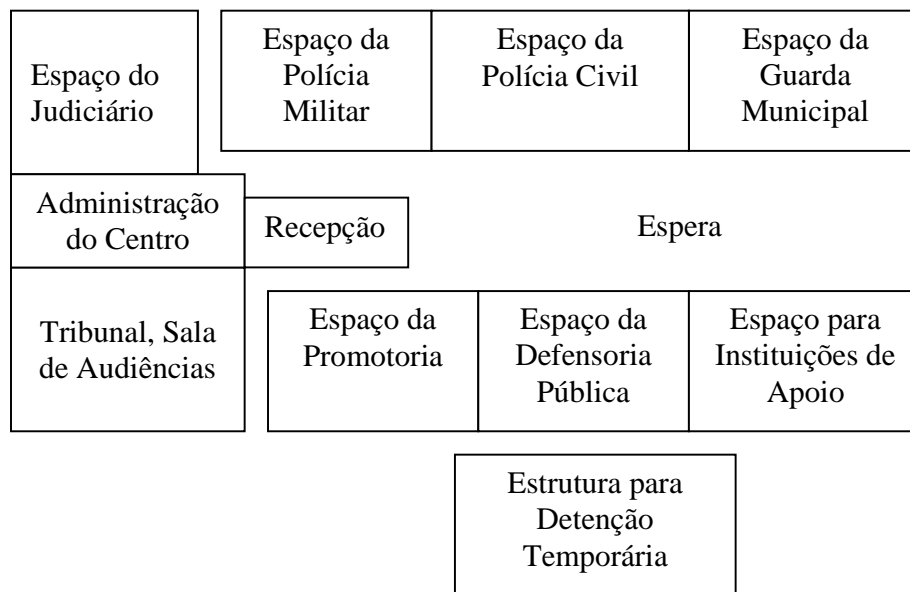 Espaço do
Judiciário
Espaço da
Polícia
Militar
Espaço da
Polícia Civil
Espaço da
Guarda
Municipal
Administração
do Centro
Recepção
Espera
Tribunal, Sala
de Audiências
Espaço da
Promotoria
Espaço da
Defensoria
Pública
Espaço para
Instituições de
Apoio
Estrutura para
Detenção
Temporária